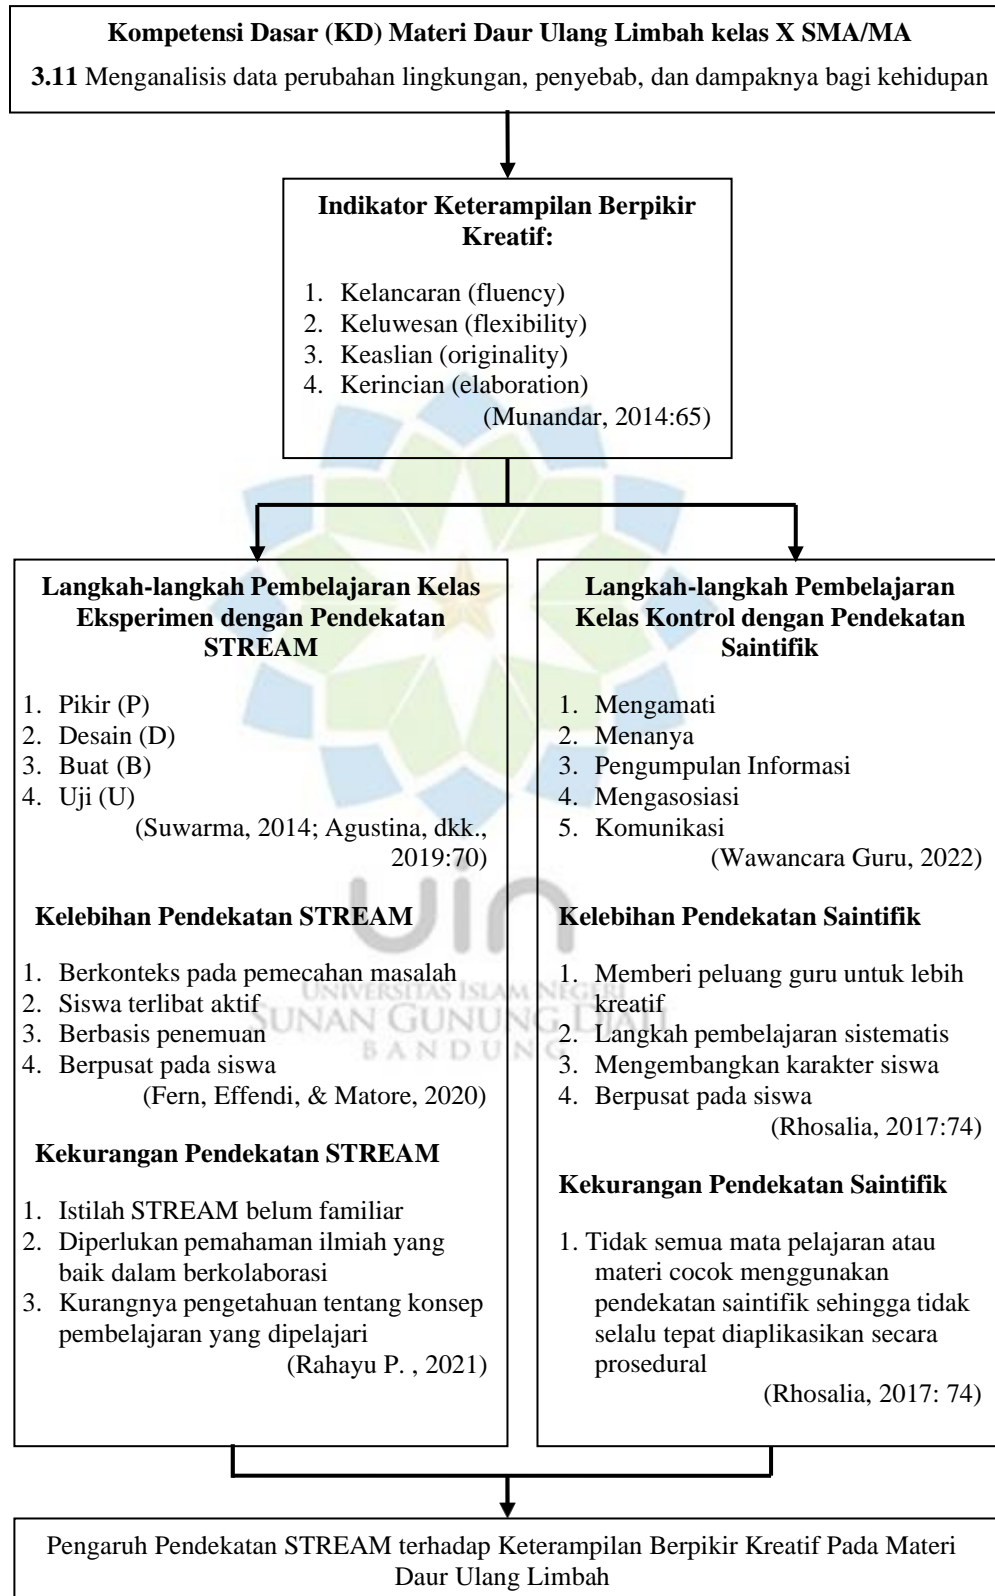 Kompetensi Dasar (KD) Materi Daur Ulang Limbah kelas X SMA/MA
3.11 Menganalisis data perubahan lingkungan, penyebab, dan dampaknya bagi kehidupan
Indikator Keterampilan Berpikir
Kreatif:
1. Kelancaran (fluency)
2. Keluwesan (flexibility)
3. Keaslian (originality)
4. Kerincian (elaboration)
(Munandar, 2014:65)
Langkah-langkah Pembelajaran Kelas
Eksperimen dengan Pendekatan
STREAM
1. Pikir (P)
2. Desain (D)
3. Buat (B)
4. Uji (U)
(Suwarma, 2014; Agustina, dkk.,
2019:70)
Kelebihan Pendekatan STREAM
1. Berkonteks pada pemecahan masalah
2. Siswa terlibat aktif
3. Berbasis penemuan
4. Berpusat pada siswa
(Fern, Effendi, & Matore, 2020)
Kekurangan Pendekatan STREAM
1. Istilah STREAM belum familiar
2. Diperlukan pemahaman ilmiah yang
baik dalam berkolaborasi
3. Kurangnya pengetahuan tentang konsep
pembelajaran yang dipelajari
(Rahayu P. , 2021)
Langkah-langkah Pembelajaran
Kelas Kontrol dengan Pendekatan
Saintifik
1. Mengamati
2. Menanya
3. Pengumpulan Informasi
4. Mengasosiasi
5. Komunikasi
(Wawancara Guru, 2022)
Kelebihan Pendekatan Saintifik
1. Memberi peluang guru untuk lebih
kreatif
2. Langkah pembelajaran sistematis
3. Mengembangkan karakter siswa
4. Berpusat pada siswa
(Rhosalia, 2017:74)
Kekurangan Pendekatan Saintifik
1. Tidak semua mata pelajaran atau
materi cocok menggunakan
pendekatan saintifik sehingga tidak
selalu tepat diaplikasikan secara
prosedural
(Rhosalia, 2017: 74)
uin
UNIVERSITAS ISLAM NEGERI
SUNAN GUNUNG DJATI
BANDUNG
Pengaruh Pendekatan STREAM terhadap Keterampilan Berpikir Kreatif Pada Materi
Daur Ulang Limbah